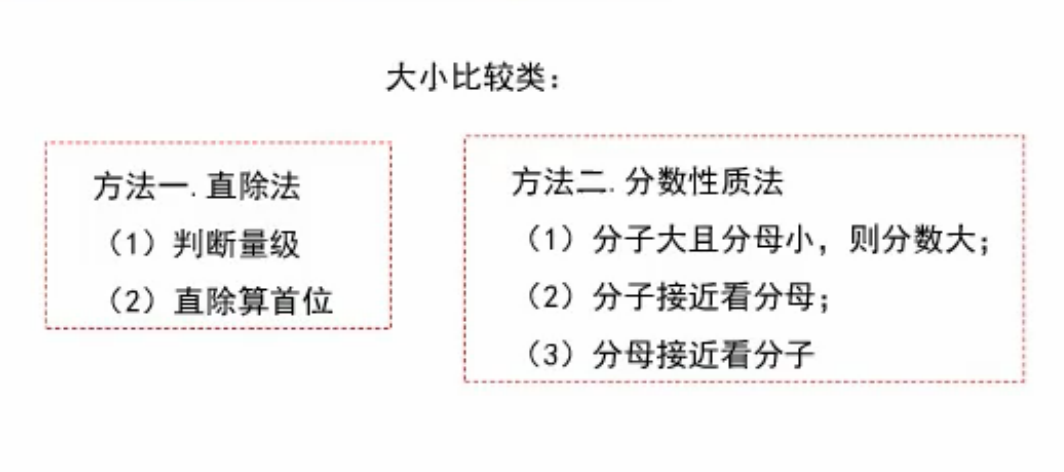 大小比较类：
方法一.直除法
（1）判断量级
（2）直除算首位
方法二.分数性质法
（1）分子大且分母小，则分数大；
（2）分子接近看分母；
（3）分母接近看分子